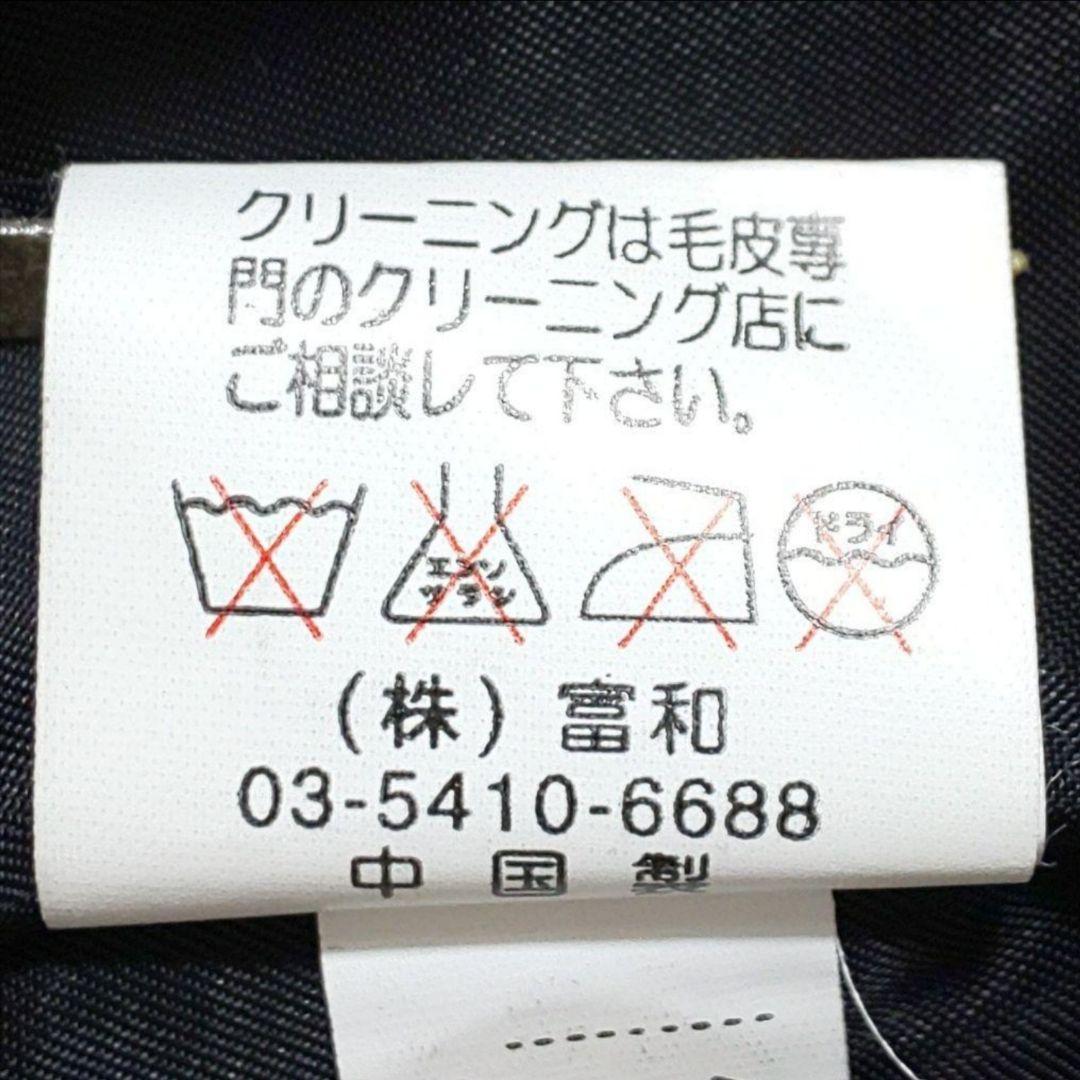 クリーニングは毛皮専
門のクリーニング店に
ご相談して下さい。
エンソ
サラシ
ドライ
(株)富和
03-5410-6688
中国製